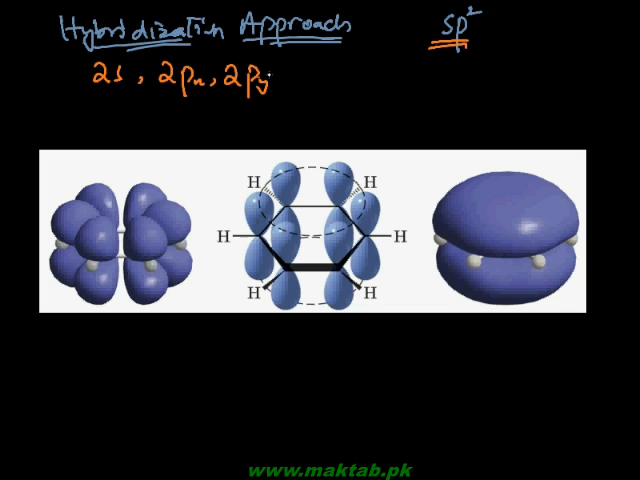 Hybridization Approach sp²
2s, 2px, 2py
H H
H H
H H
www.maktab.pk